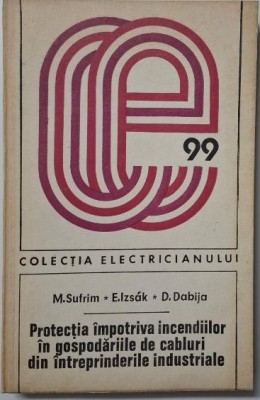 99
COLECȚIA ELECTRICIANULUI
M.Sufrim * E.Izsák * D.Dabija
Protecția împotriva incendiilor
în gospodăriile de cabluri
din întreprinderile industriale